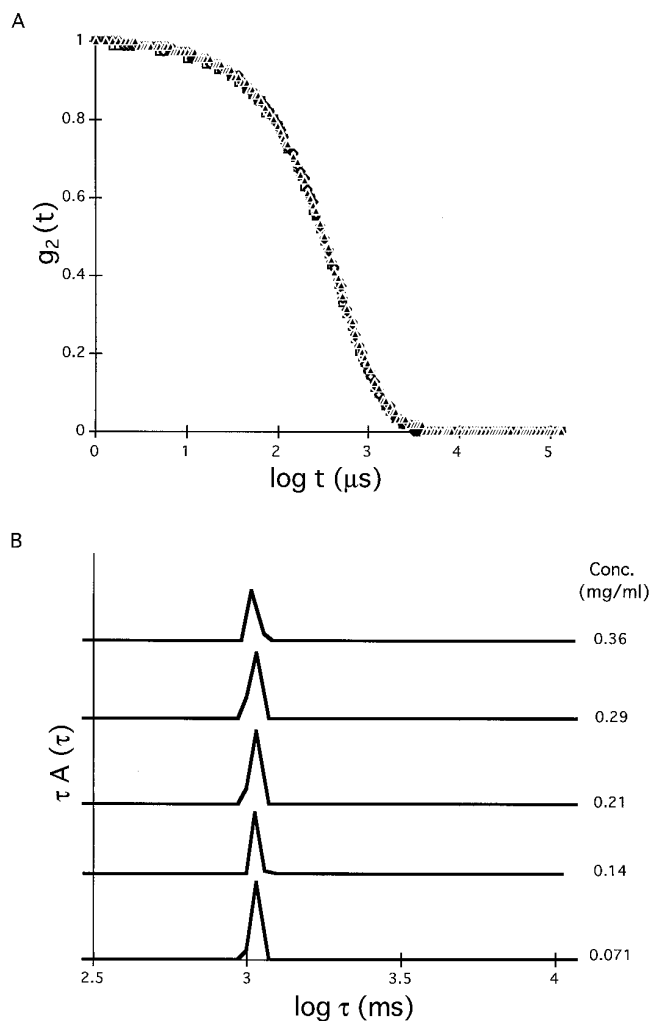 A
1
0.8
0.6
0.4
0.2
0
g₂ (t)
0 1 2 3 4 5
log t (μs)
B
Conc.
(mg/ml)
0.36
0.29
0.21
0.14
0.071
τ A (τ)
2.5 3 3.5 4
log τ (ms)